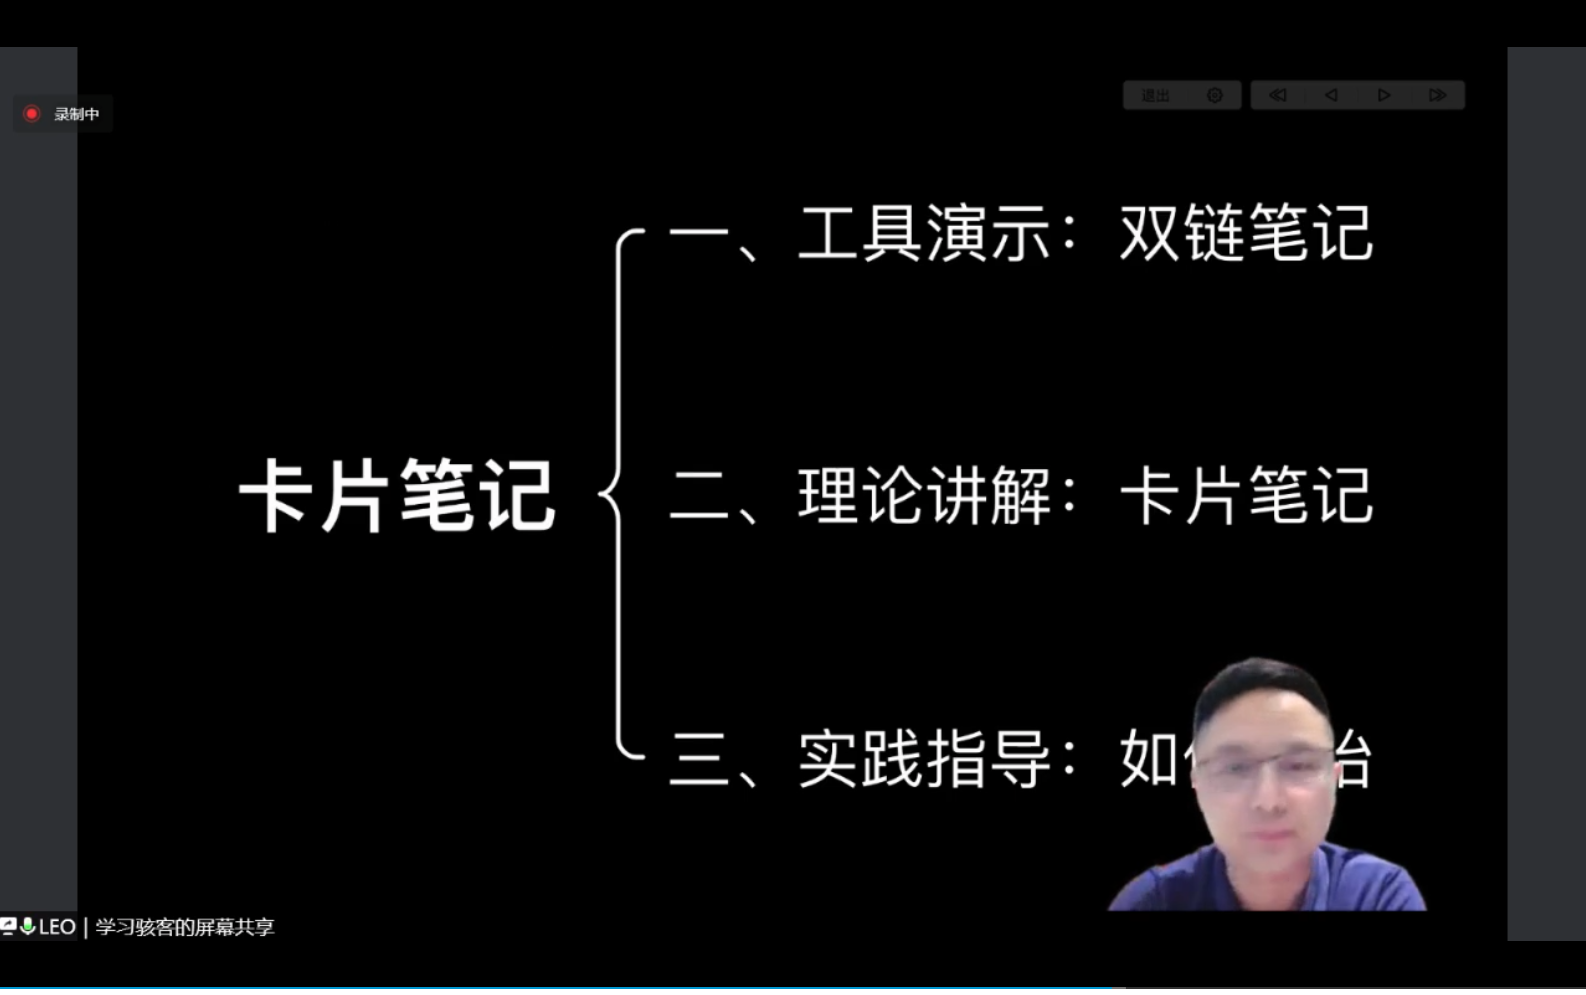 退出
录制中
一、工具演示：双链笔记
卡片笔记
二、理论讲解：卡片笔记
三、实践指导：如
LEO | 学习骇客的屏幕共享